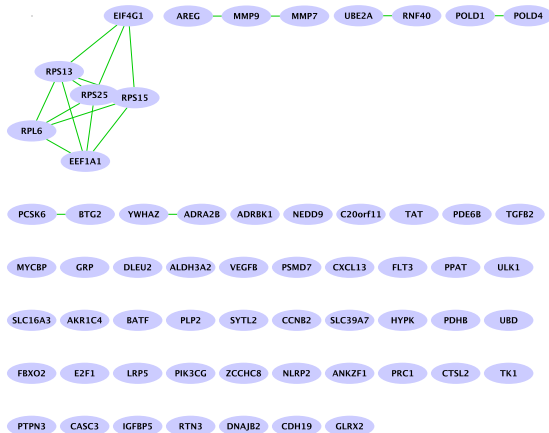 EIF4G1 AREG MMP9 MMP7 UBE2A RNF40 POLD1 POLD4
RPS13
RPS25 RPS15
RPL6
EEF1A1
PCSK6 BTG2 YWHAZ ADRA2B ADRBK1 NEDD9 C20orf11 TAT PDE6B TGFB2
MYCBP GRP DLEU2 ALDH3A2 VEGFB PSMD7 CXCL13 FLT3 PPAT ULK1
SLC16A3 AKR1C4 BATF PLP2 SYTL2 CCNB2 SLC39A7 HYPK PDHB UBD
FBXO2 E2F1 LRP5 PIK3CG ZCCHC8 NLRP2 ANKZF1 PRC1 CTSL2 TK1
PTPN3 CASC3 IGFBP5 RTN3 DNAJB2 CDH19 GLRX2